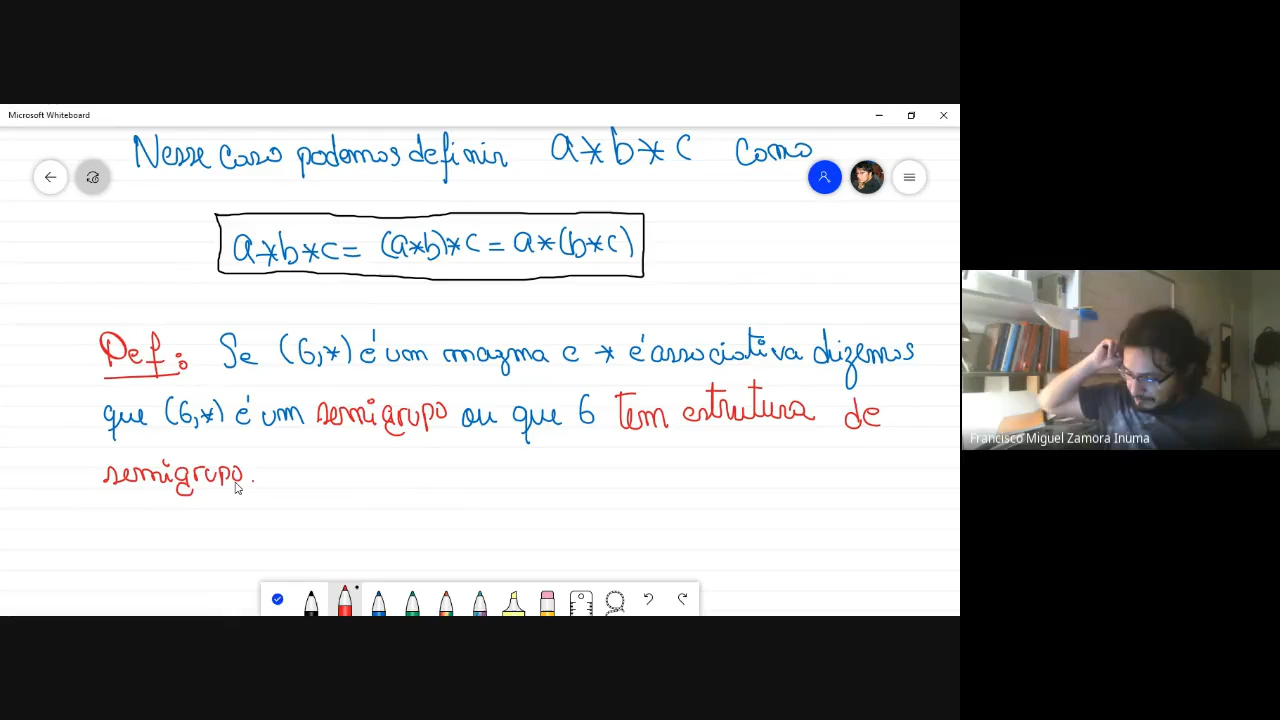 Microsoft Whiteboard
Nesse caso podemos definir a*b*c como
a*b*c = (a*b)*c = a*(b*c)
Def: Se (G,*) é um magma e * é associativa dizemos
que (G,*) é um semigrupo ou que G tem estrutura de
semigrupo.
Francisco Miguel Zamora Inuma